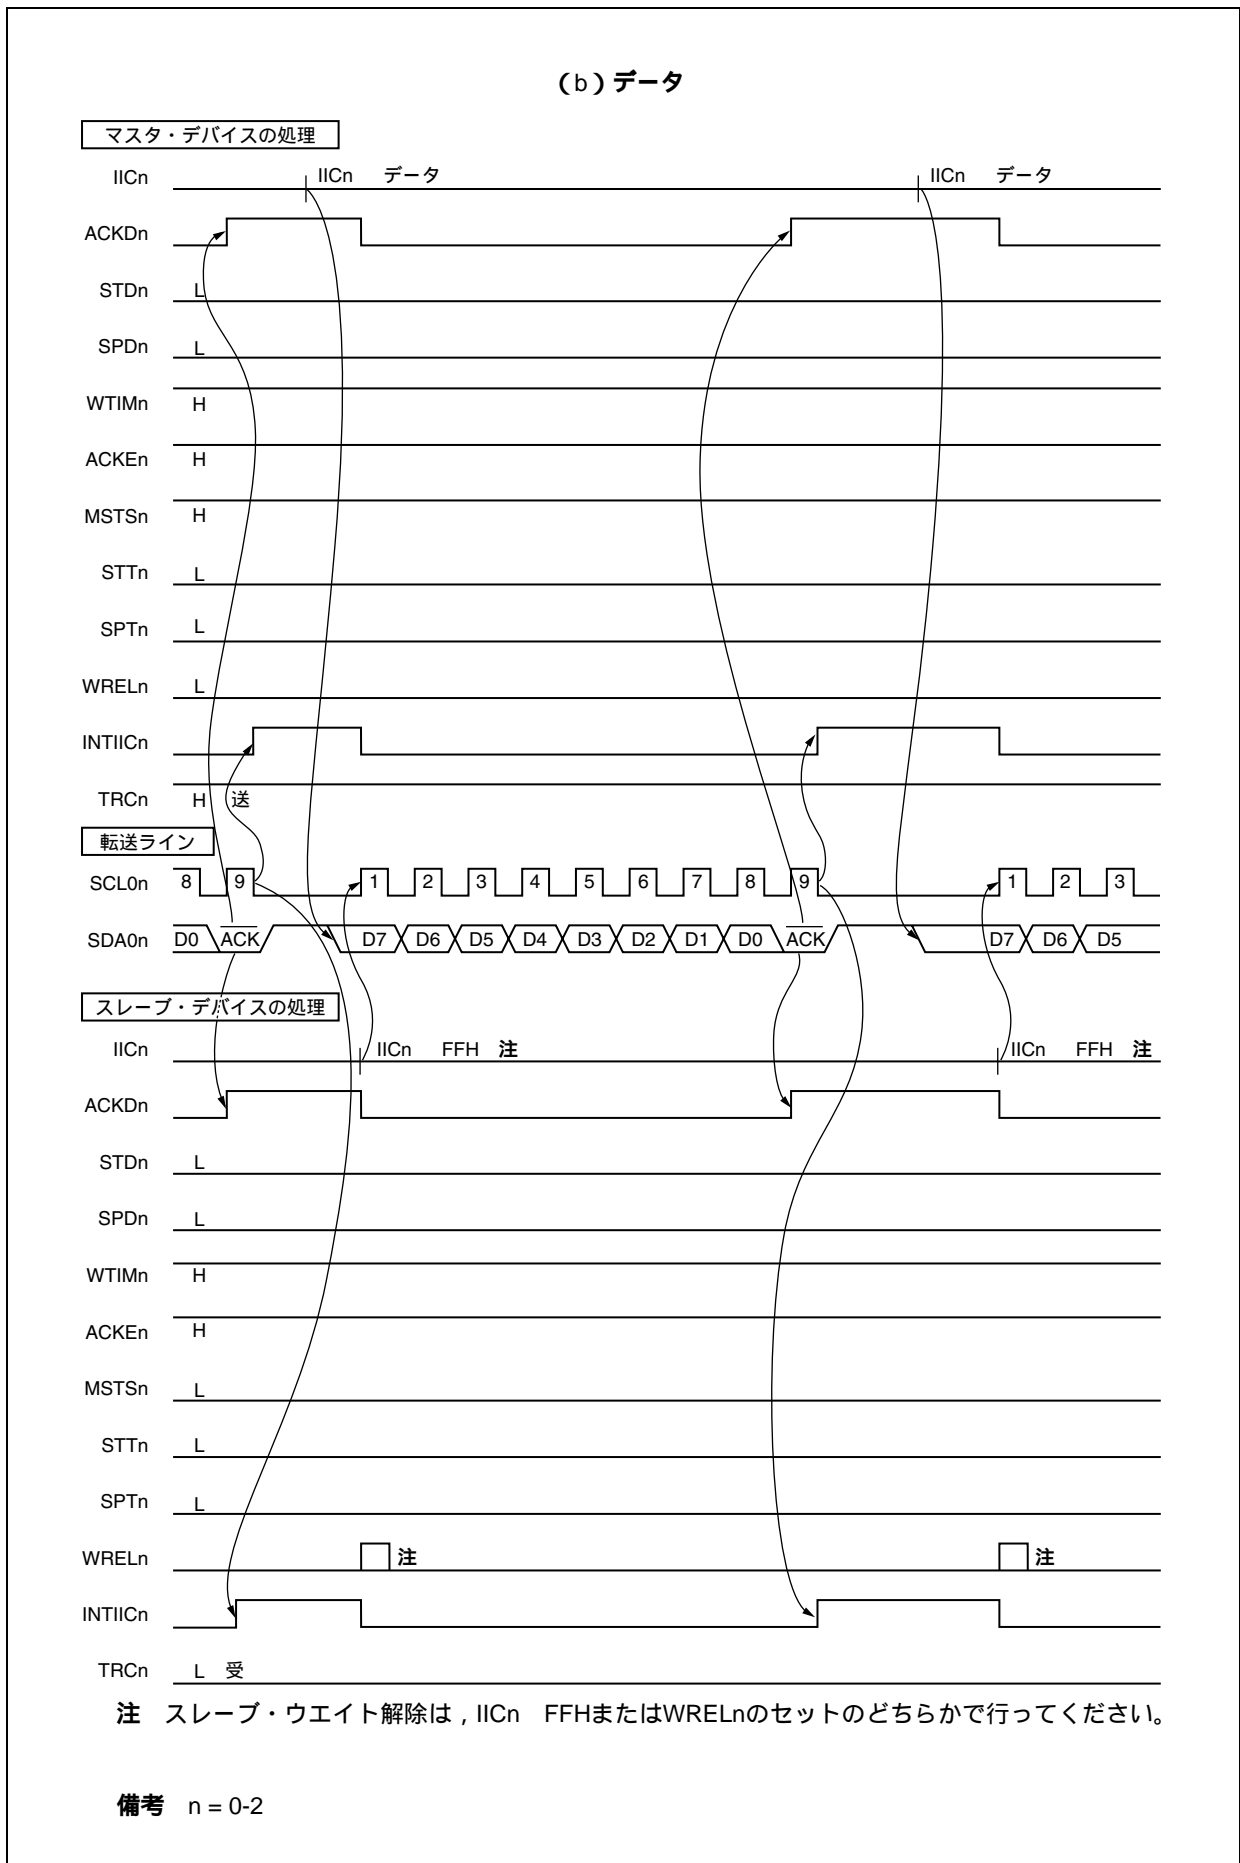 (b)データ
マスタ・デバイスの処理
IICn データ IICn データ
IICn
ACKDn
STDn L
SPDn L
WTIMn H
ACKEn H
MSTSn H
STTn L
SPTn L
WRELn L
INTIICn
TRCn H 送
転送ライン
SCL0n 8 9 1 2 3 4 5 6 7 8 9 1 2 3
SDA0n D0 ACK D7 D6 D5 D4 D3 D2 D1 D0 ACK D7 D6 D5
スレーブ・デバイスの処理
IICn IICn FFH 注 IICn FFH 注
ACKDn
STDn L
SPDn L
WTIMn H
ACKEn H
MSTSn L
STTn L
SPTn L
WRELn 注 注
INTIICn
TRCn L 受
注 スレーブ・ウエイト解除は，IICn FFHまたはWRELnのセットのどちらかで行ってください。
備考 n = 0-2